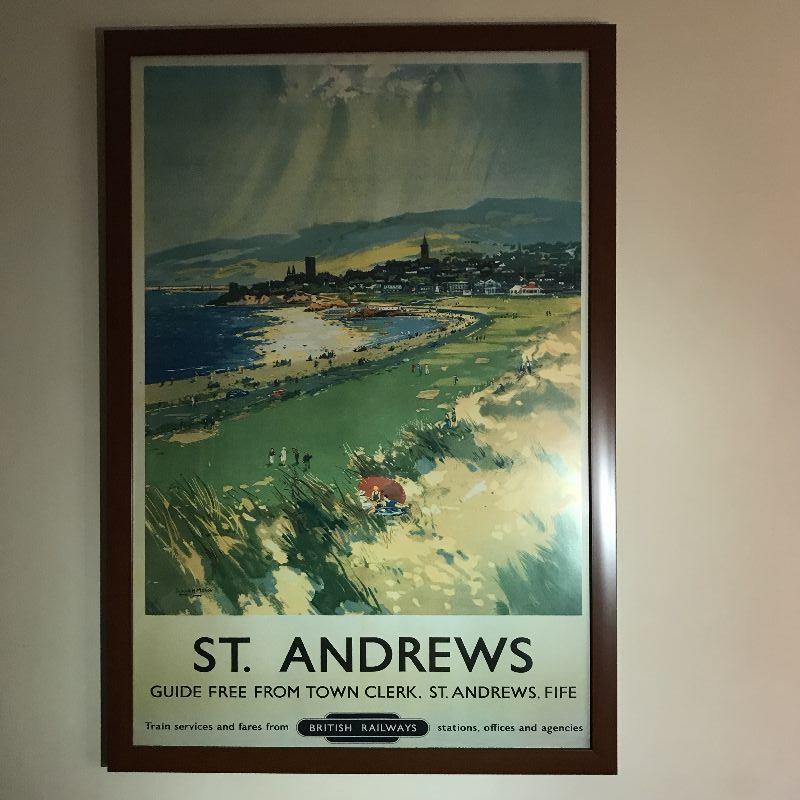 ST. ANDREWS
GUIDE FREE FROM TOWN CLERK. ST. ANDREWS, FIFE
Train services and fares from BRITISH RAILWAYS stations, offices and agencies